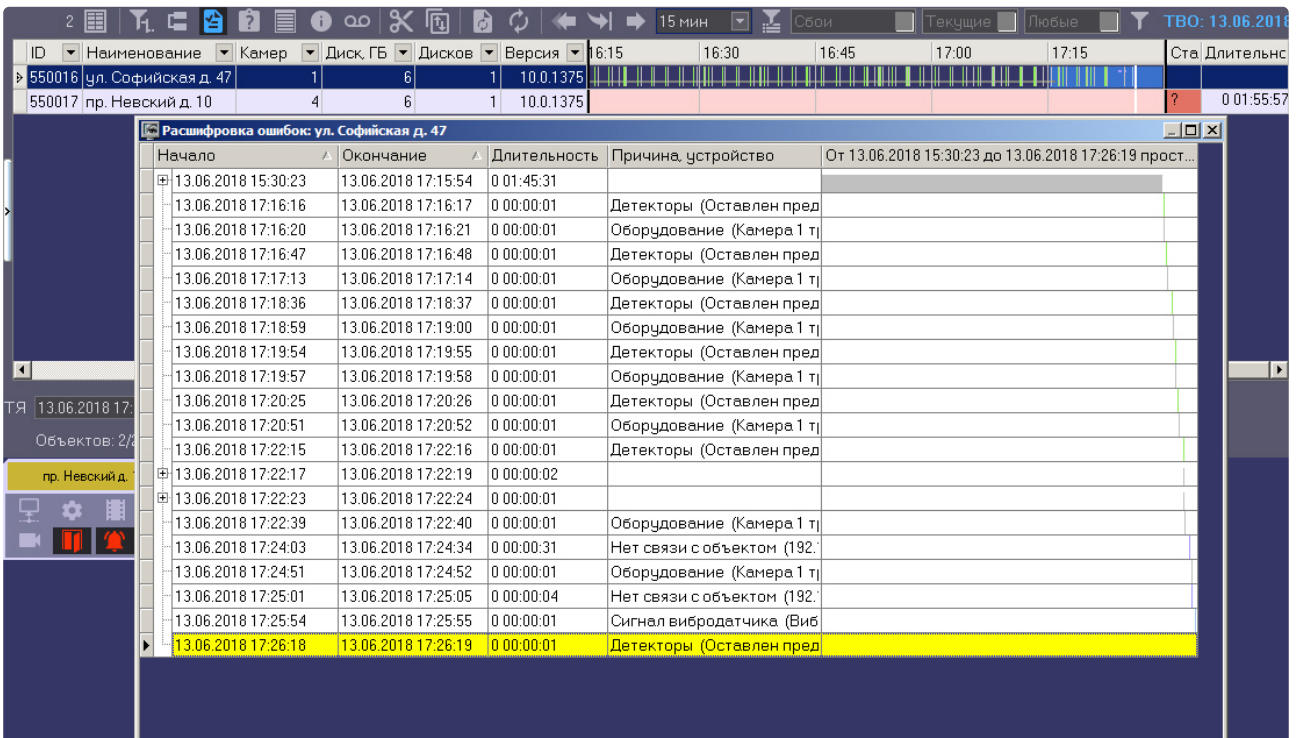 2 15 мин Сбои Текущие Любые ТВО: 13.06.2018
ID Наименование Камер Диск, ГБ Дисков Версия 16:15 16:30 16:45 17:00 17:15 Ста Длительнс
550016 ул. Софийская д. 47 1 6 1 10.0.1375
550017 пр. Невский д. 10 4 6 1 10.0.1375 ? 0 01:55:57
Расшифровка ошибок: ул. Софийская д. 47
Начало Окончание Длительность Причина, устройство От 13.06.2018 15:30:23 до 13.06.2018 17:26:19 прост...
13.06.2018 15:30:23 13.06.2018 17:15:54 0 01:45:31
13.06.2018 17:16:16 13.06.2018 17:16:17 0 00:00:01 Детекторы (Оставлен пред
13.06.2018 17:16:20 13.06.2018 17:16:21 0 00:00:01 Оборудование (Камера 1 т
13.06.2018 17:16:47 13.06.2018 17:16:48 0 00:00:01 Детекторы (Оставлен пред
13.06.2018 17:17:13 13.06.2018 17:17:14 0 00:00:01 Оборудование (Камера 1 т
13.06.2018 17:18:36 13.06.2018 17:18:37 0 00:00:01 Детекторы (Оставлен пред
13.06.2018 17:18:59 13.06.2018 17:19:00 0 00:00:01 Оборудование (Камера 1 т
13.06.2018 17:19:54 13.06.2018 17:19:55 0 00:00:01 Детекторы (Оставлен пред
13.06.2018 17:19:57 13.06.2018 17:19:58 0 00:00:01 Оборудование (Камера 1 т
13.06.2018 17:20:25 13.06.2018 17:20:26 0 00:00:01 Детекторы (Оставлен пред
13.06.2018 17:20:51 13.06.2018 17:20:52 0 00:00:01 Оборудование (Камера 1 т
13.06.2018 17:22:15 13.06.2018 17:22:16 0 00:00:01 Детекторы (Оставлен пред
13.06.2018 17:22:17 13.06.2018 17:22:19 0 00:00:02
13.06.2018 17:22:23 13.06.2018 17:22:24 0 00:00:01
13.06.2018 17:22:39 13.06.2018 17:22:40 0 00:00:01 Оборудование (Камера 1 т
13.06.2018 17:24:03 13.06.2018 17:24:34 0 00:00:31 Нет связи с объектом (192.
13.06.2018 17:24:51 13.06.2018 17:24:52 0 00:00:01 Оборудование (Камера 1 т
13.06.2018 17:25:01 13.06.2018 17:25:05 0 00:00:04 Нет связи с объектом (192.
13.06.2018 17:25:54 13.06.2018 17:25:55 0 00:00:01 Сигнал вибродатчика (Виб
13.06.2018 17:26:18 13.06.2018 17:26:19 0 00:00:01 Детекторы (Оставлен пред
ТЯ 13.06.2018 17:
Объектов: 2/2
пр. Невский д.